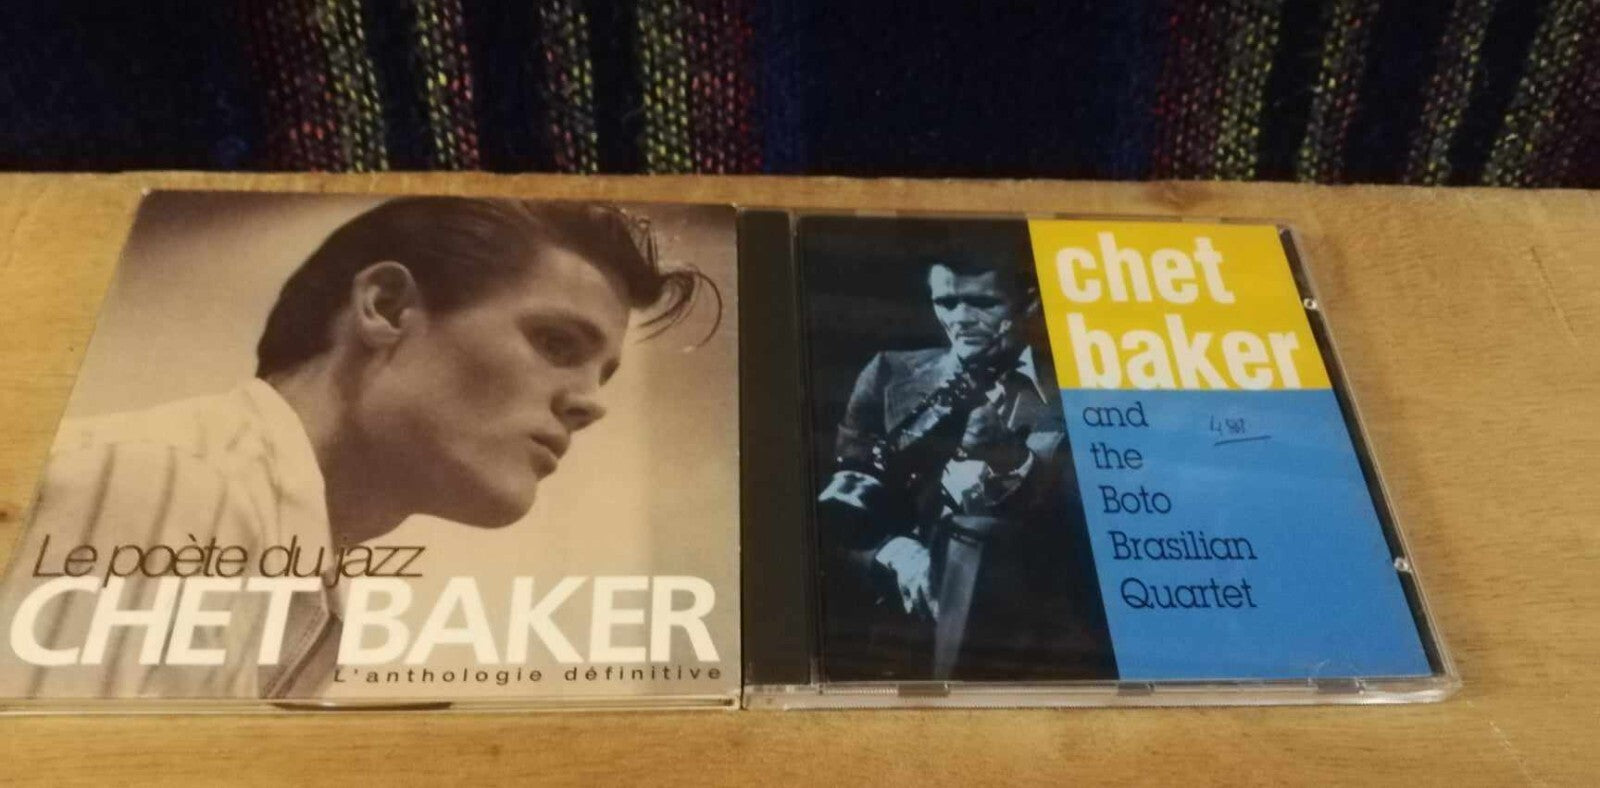 Le poète du jazz
CHET BAKER
L'anthologie définitive
chet
baker
and
the
Boto
Brasilian
Quartet